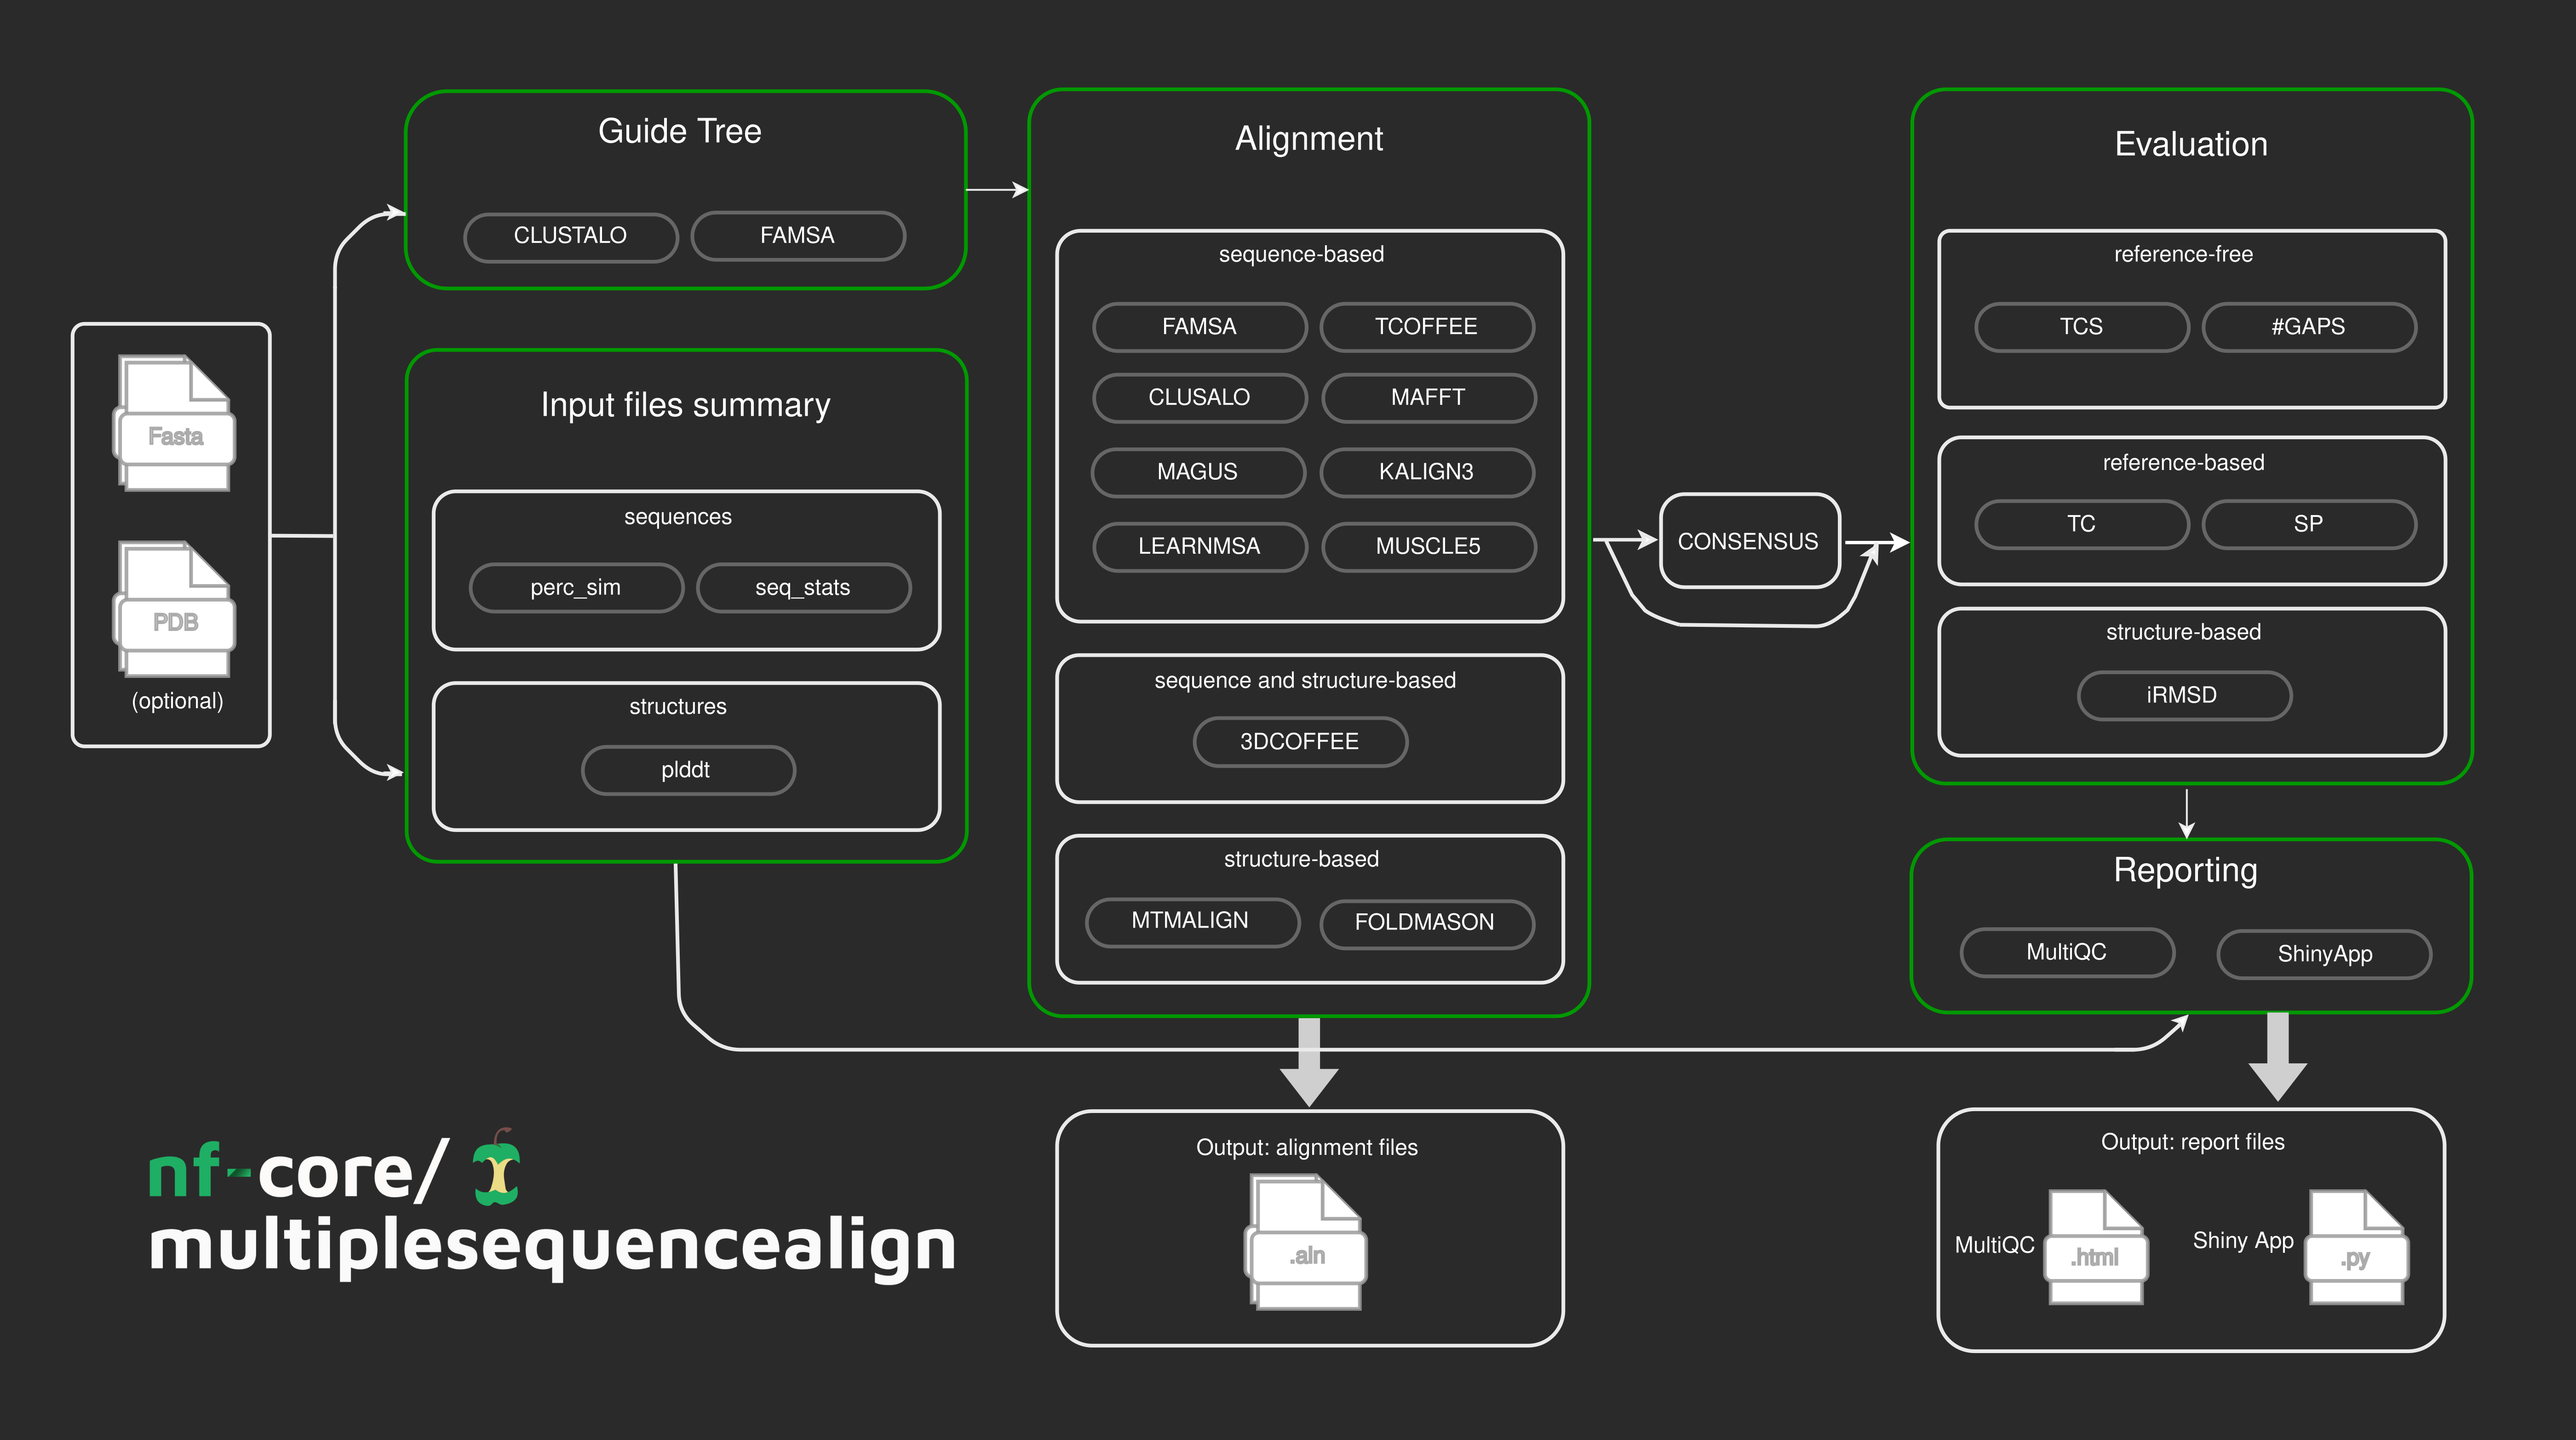 Fasta
PDB
(optional)
Guide Tree
CLUSTALO
FAMSA
Input files summary
sequences
perc_sim
seq_stats
structures
plddt
Alignment
sequence-based
FAMSA
TCOFFEE
CLUSALO
MAFFT
MAGUS
KALIGN3
LEARNMSA
MUSCLE5
sequence and structure-based
3DCOFFEE
structure-based
MTMALIGN
FOLDMASON
CONSENSUS
Evaluation
reference-free
TCS
#GAPS
reference-based
TC
SP
structure-based
iRMSD
Reporting
MultiQC
ShinyApp
Output: alignment files
.aln
Output: report files
MultiQC
.html
Shiny App
.py
nf-core/
multiplesequencealign